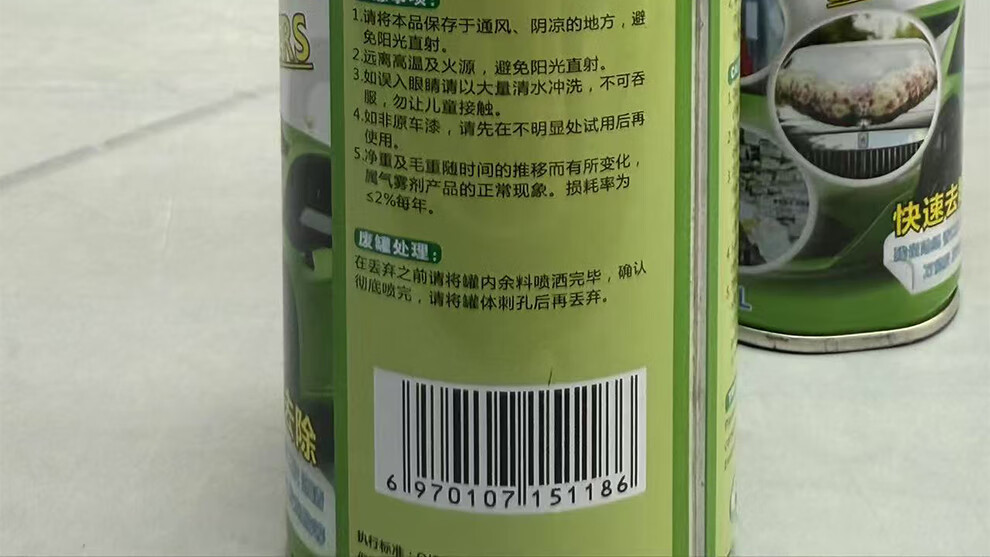 ERS
1.请将本品保存于通风、阴凉的地方，避
免阳光直射。
2.远离高温及火源，避免阳光直射。
3.如误入眼睛请以大量清水冲洗，不可吞
服，勿让儿童接触。
4.如非原车漆，请先在不明显处试用后再
使用。
5.净重及毛重随时间的推移而有所变化，
属气雾剂产品的正常现象。损耗率为
≤2%每年。
废罐处理：
在丢弃之前请将罐内余料喷洒完毕，确认
彻底喷完，请将罐体刺孔后再丢弃。
6 970107 151186
执行标准：
去除
快速去